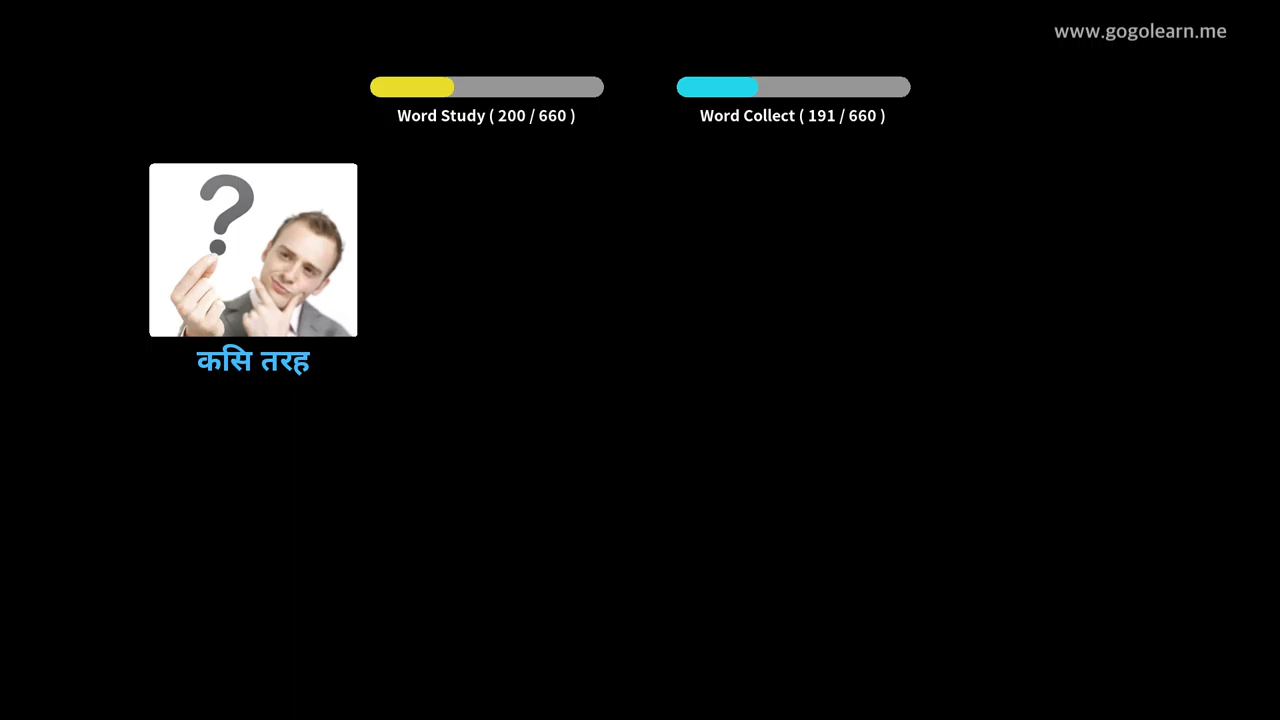 www.gogolearn.me
Word Study ( 200 / 660 )
Word Collect ( 191 / 660 )
?
कसि तरह